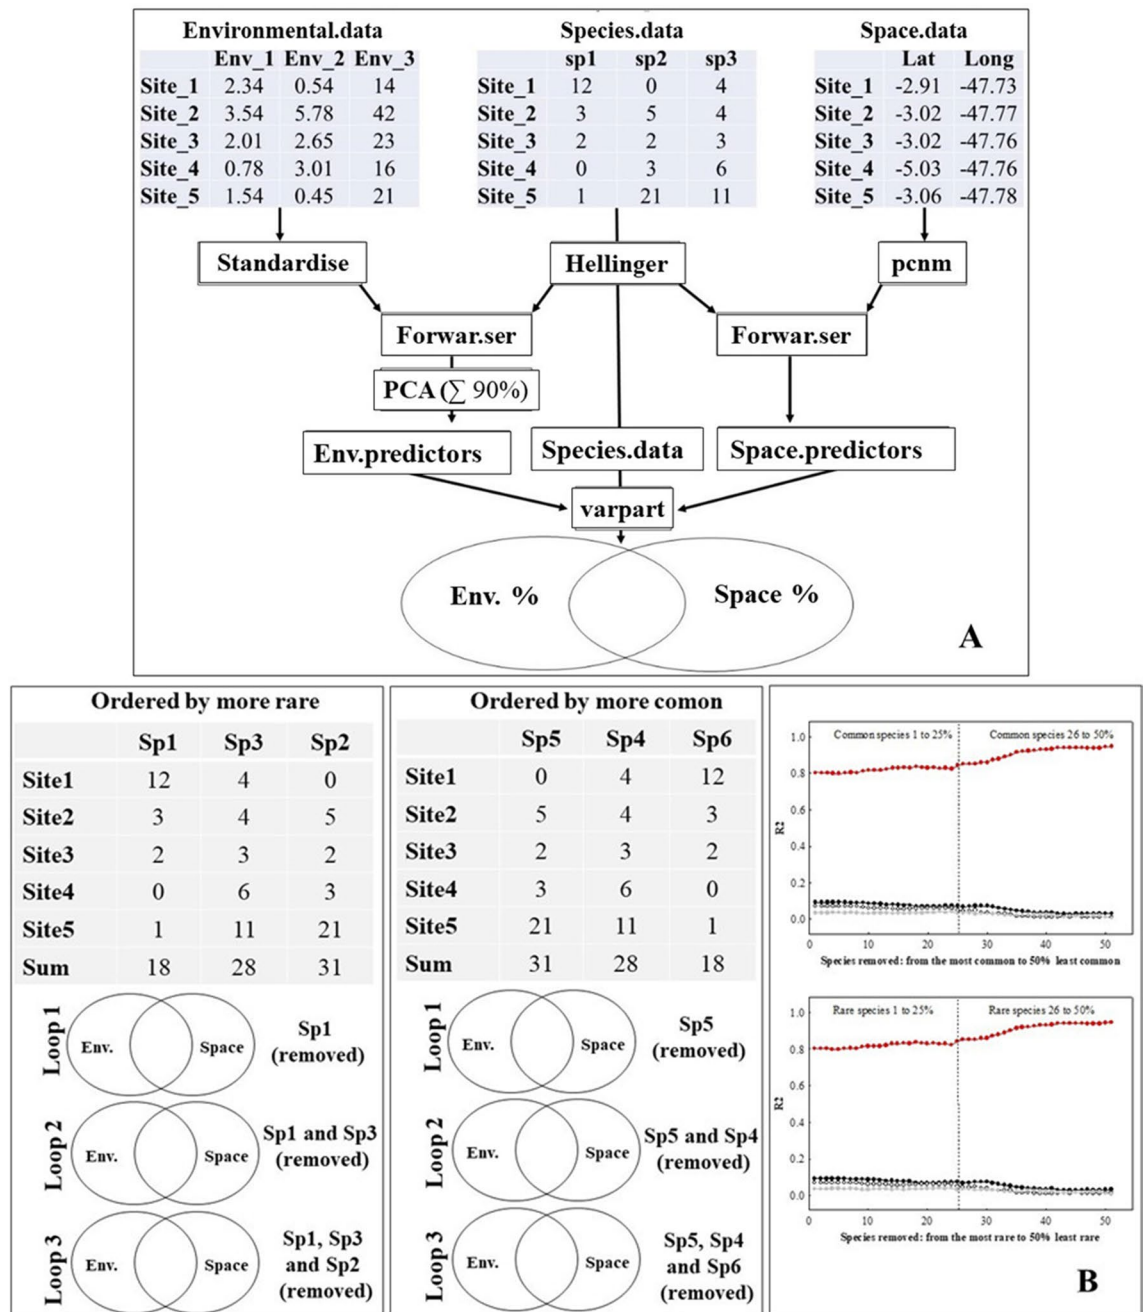 Environmental.data
Env_1 Env_2 Env_3
Site_1 2.34 0.54 14
Site_2 3.54 5.78 42
Site_3 2.01 2.65 23
Site_4 0.78 3.01 16
Site_5 1.54 0.45 21
Species.data
sp1 sp2 sp3
Site_1 12 0 4
Site_2 3 5 4
Site_3 2 2 3
Site_4 0 3 6
Site_5 1 21 11
Space.data
Lat Long
Site_1 -2.91 -47.73
Site_2 -3.02 -47.77
Site_3 -3.02 -47.76
Site_4 -5.03 -47.76
Site_5 -3.06 -47.78
Standardise
Hellinger
pcnm
Forwar.ser
Forwar.ser
PCA (∑ 90%)
Env.predictors
Species.data
Space.predictors
varpart
Env. %
Space %
A
Ordered by more rare
Sp1 Sp3 Sp2
Site1 12 4 0
Site2 3 4 5
Site3 2 3 2
Site4 0 6 3
Site5 1 11 21
Sum 18 28 31
Loop 1
Env.
Space
Sp1
(removed)
Loop 2
Env.
Space
Sp1 and Sp3
(removed)
Loop 3
Env.
Space
Sp1, Sp3
and Sp2
(removed)
Ordered by more comon
Sp5 Sp4 Sp6
Site1 0 4 12
Site2 5 4 3
Site3 2 3 2
Site4 3 6 0
Site5 21 11 1
Sum 31 28 18
Loop 1
Env.
Space
Sp5
(removed)
Loop 2
Env.
Space
Sp5 and Sp4
(removed)
Loop 3
Env.
Space
Sp5, Sp4
and Sp6
(removed)
Common species 1 to 25%
Common species 26 to 50%
1.0
0.8
0.6
0.4
0.2
0.0
R2
0 10 20 30 40 50
Species removed: from the most common to 50% least common
Rare species 1 to 25%
Rare species 26 to 50%
1.0
0.8
0.6
0.4
0.2
0.0
R2
0 10 20 30 40 50
Species removed: from the most rare to 50% least rare
B